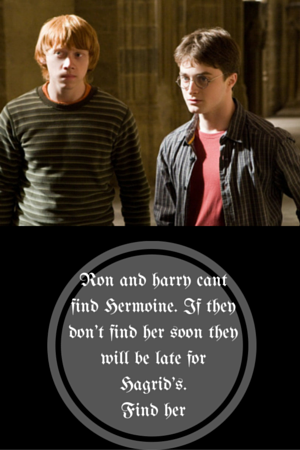 Ron and harry cant
find Hermoine. If they
don't find her soon they
will be late for
Hagrid's.
Find her